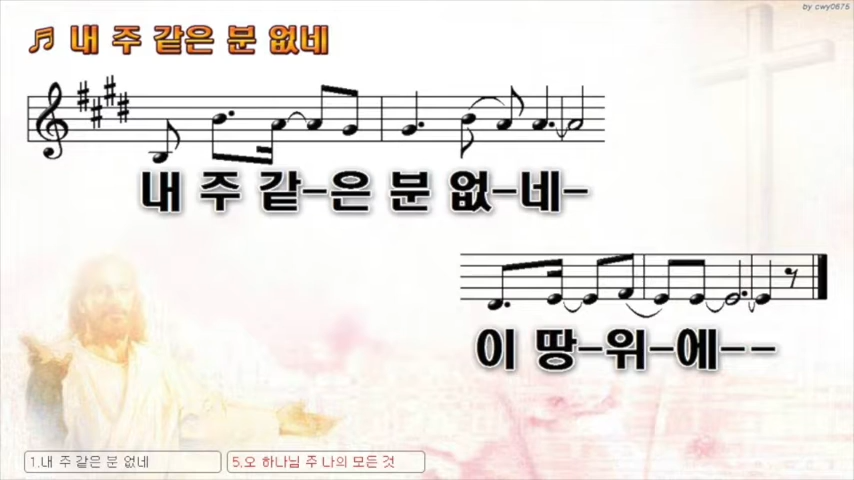 by cwy0675
내 주 같은 분 없네
내 주 같-은 분 없-네-
이 땅-위-에--
1.내 주 같은 분 없네
5.오 하나님 주 나의 모든 것